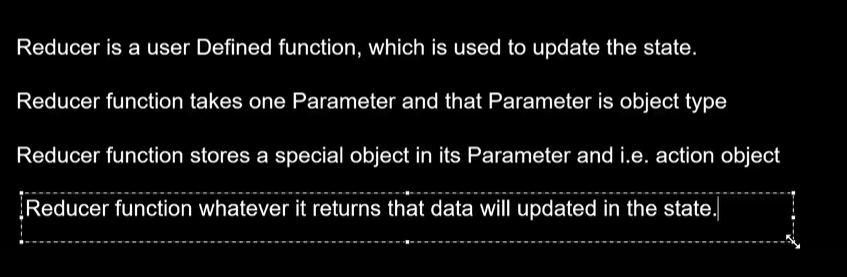 Reducer is a user Defined function, which is used to update the state.
Reducer function takes one Parameter and that Parameter is object type
Reducer function stores a special object in its Parameter and i.e. action object
Reducer function whatever it returns that data will updated in the state.